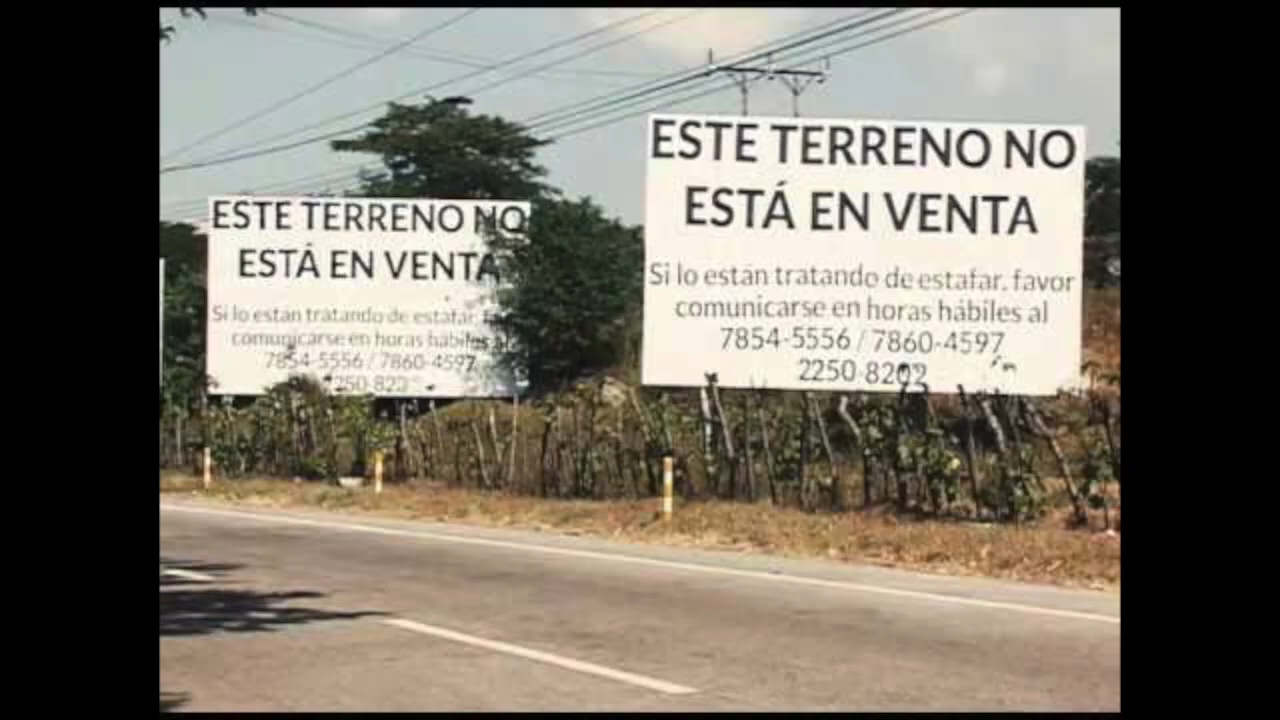 ESTE TERRENO NO
ESTÁ EN VENTA
Si lo están tratando de estafar, favor
comunicarse en horas hábiles al
7854-5556 / 7860-4597
ESTE TERRENO NO
ESTÁ EN VENTA
Si lo están tratando de estafar, favor
comunicarse en horas hábiles al
7854-5556 / 7860-4597
2250-8202